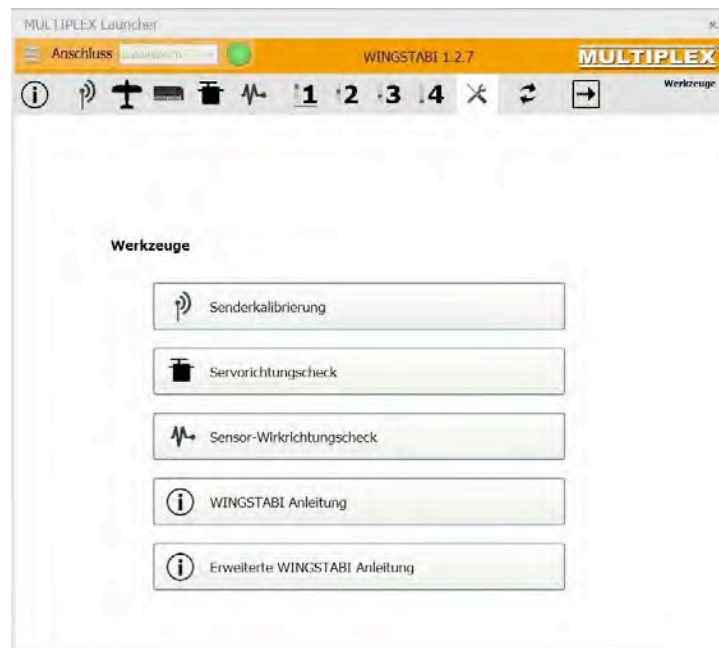 MULTIPLEX Launcher
Anschluss
WINGSTABI 1.2.7
MULTIPLEX
1 2 3 4
Werkzeuge
Werkzeuge
Senderkalibrierung
Servorichtungscheck
Sensor-Wirkrichtungscheck
WINGSTABI Anleitung
Erweiterte WINGSTABI Anleitung